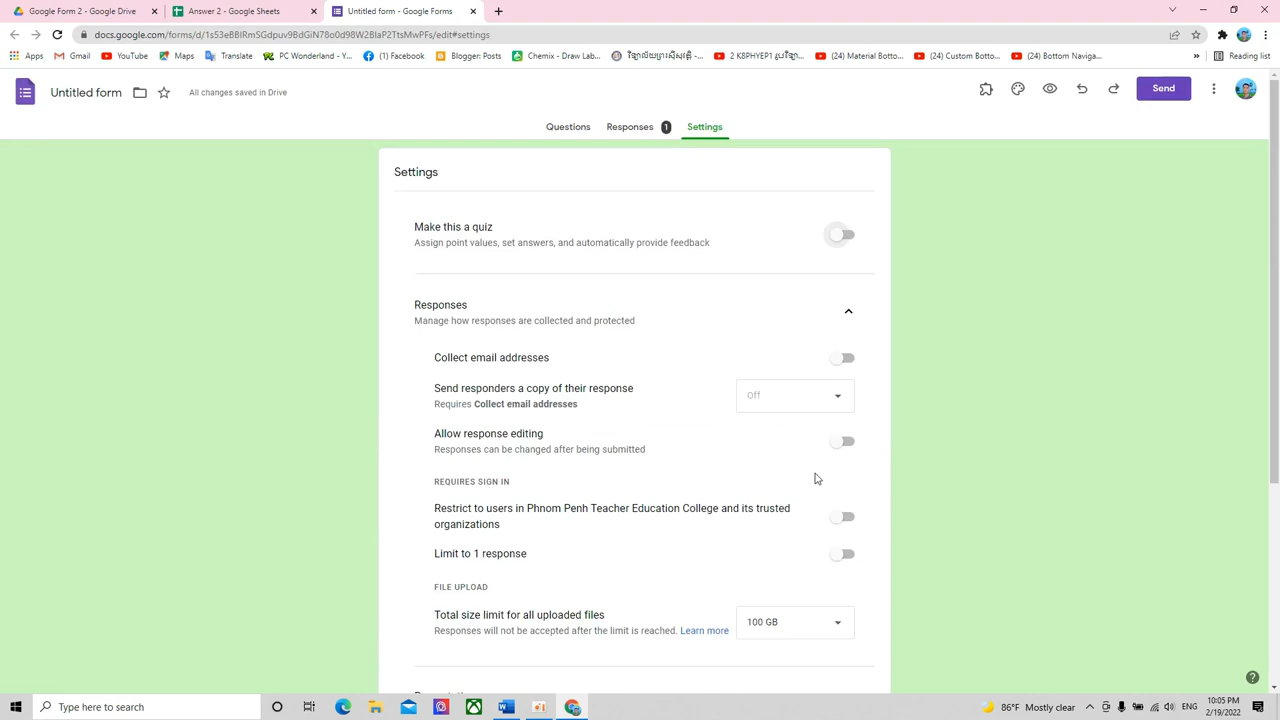 Google Form 2 - Google Drive
Answer 2 - Google Sheets
Untitled form - Google Forms
docs.google.com/forms/d/1s53eBBIRmSGdpuv9BdGiN78o0d98W2BIaP2TtsMwPFs/edit#settings
Apps
Gmail
YouTube
Maps
Translate
PC Wonderland - Y...
(1) Facebook
Blogger: Posts
Chemix - Draw Lab...
2 K8PHYEP1
(24) Material Botto...
(24) Custom Botto...
(24) Bottom Naviga...
»
Reading list
Untitled form
All changes saved in Drive
Send
Questions
Responses 1
Settings
Settings
Make this a quiz
Assign point values, set answers, and automatically provide feedback
Responses
Manage how responses are collected and protected
Collect email addresses
Send responders a copy of their response
Requires Collect email addresses
Off
Allow response editing
Responses can be changed after being submitted
REQUIRES SIGN IN
Restrict to users in Phnom Penh Teacher Education College and its trusted
organizations
Limit to 1 response
FILE UPLOAD
Total size limit for all uploaded files
Responses will not be accepted after the limit is reached. Learn more
100 GB
Type here to search
86°F Mostly clear
ENG
10:05 PM
2/19/2022